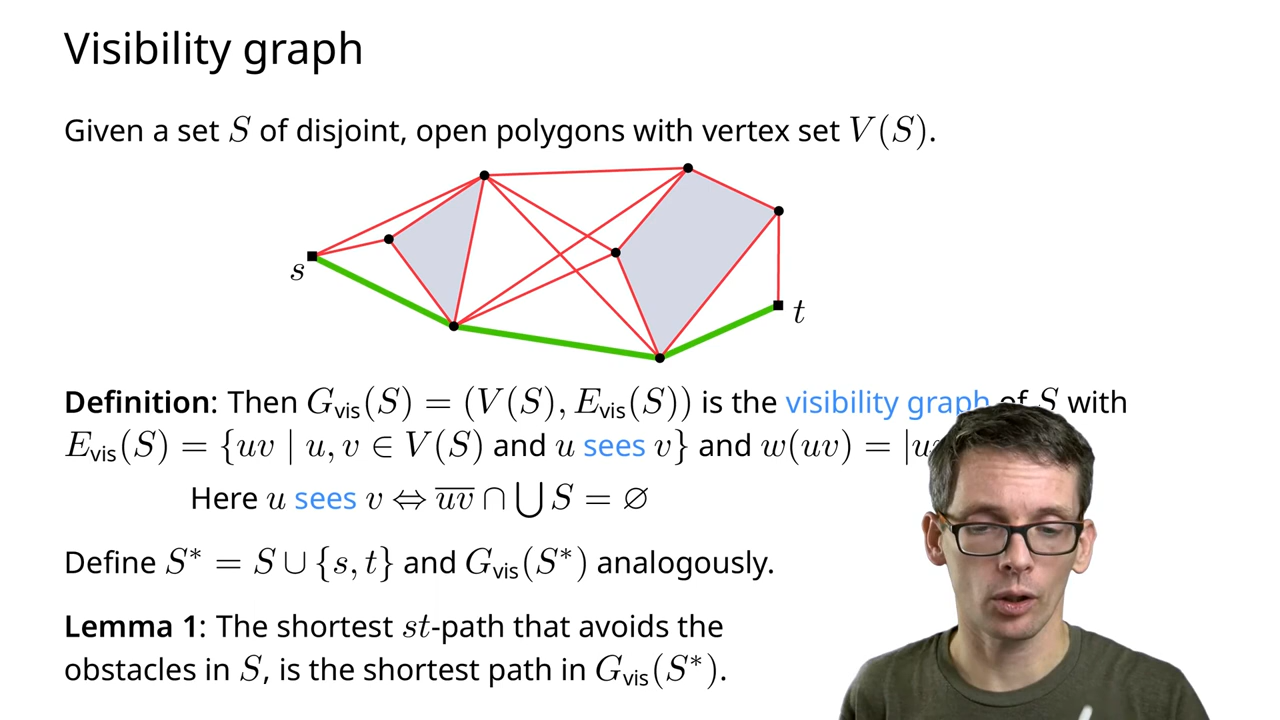 Visibility graph
Given a set S of disjoint, open polygons with vertex set V(S).
s
t
Definition: Then G_vis(S) = (V(S), E_vis(S)) is the visibility graph of S with
E_vis(S) = {uv | u, v ∈ V(S) and u sees v} and w(uv) = |u
Here u sees v ⇔ u̅v̅ ∩ ⋃ S = ∅
Define S* = S ∪ {s, t} and G_vis(S*) analogously.
Lemma 1: The shortest st-path that avoids the
obstacles in S, is the shortest path in G_vis(S*).